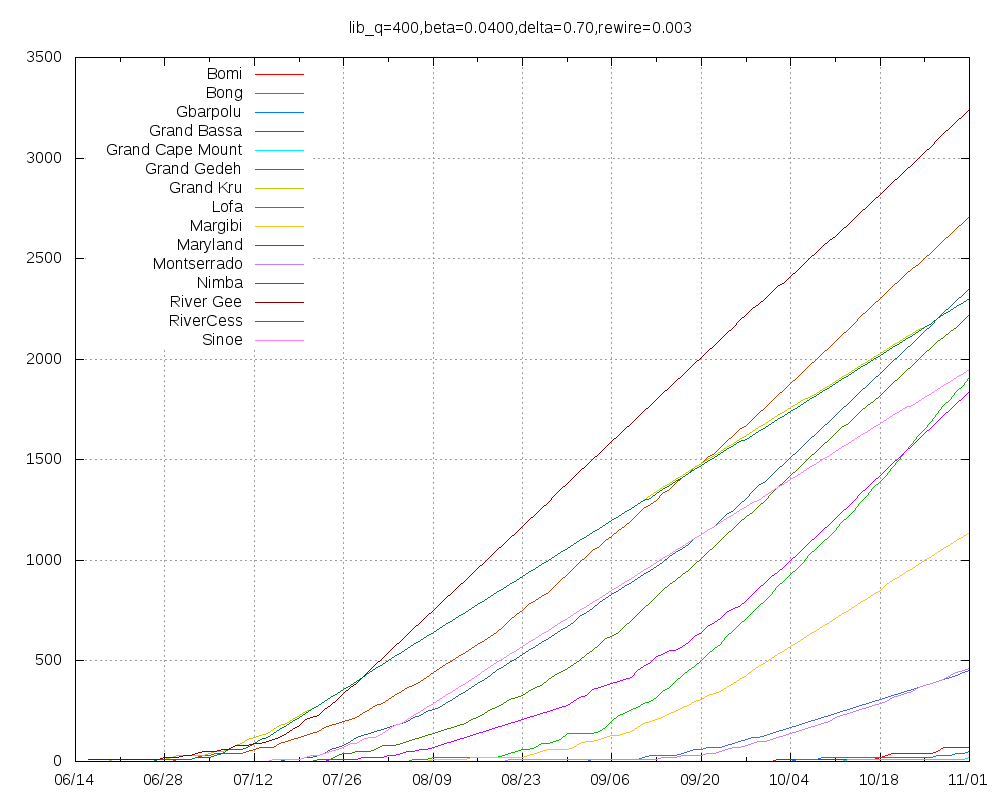 lib_q=400,beta=0.0400,delta=0.70,rewire=0.003
3500
3000
2500
2000
1500
1000
500
0
Bomi
Bong
Gbarpolu
Grand Bassa
Grand Cape Mount
Grand Gedeh
Grand Kru
Lofa
Margibi
Maryland
Montserrado
Nimba
River Gee
RiverCess
Sinoe
06/14 06/28 07/12 07/26 08/09 08/23 09/06 09/20 10/04 10/18 11/01